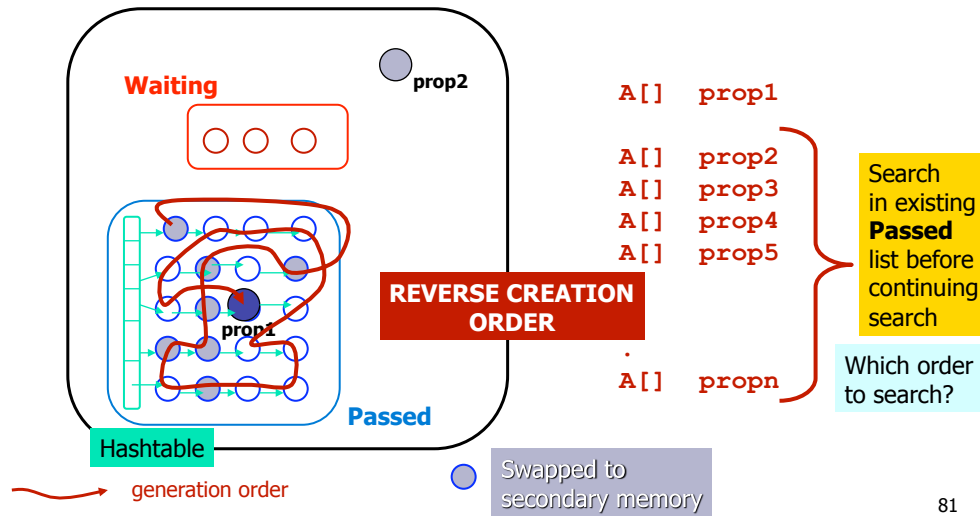 prop2
Waiting
prop1
Passed
Hashtable
generation order
A[] prop1
A[] prop2
A[] prop3
A[] prop4
A[] prop5
REVERSE CREATION
ORDER
.
A[] propn
Search
in existing
Passed
list before
continuing
search
Which order
to search?
Swapped to
secondary memory
81